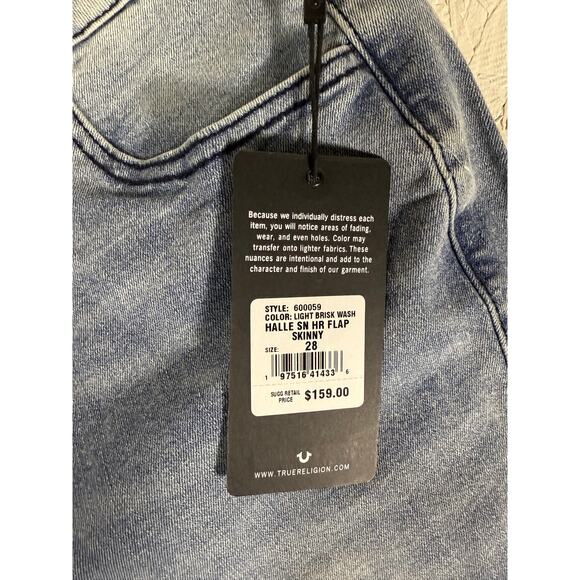 Because we individually distress each
item, you will notice areas of fading,
wear, and even holes. Color may
transfer onto lighter fabrics. These
nuances are intentional and add to the
character and finish of our garment.
STYLE: 600059
COLOR: LIGHT BRISK WASH
HALLE SN HR FLAP
SKINNY
SIZE: 28
1 97516 41433 6
SUGG RETAIL
PRICE $159.00
WWW.TRUERELIGION.COM